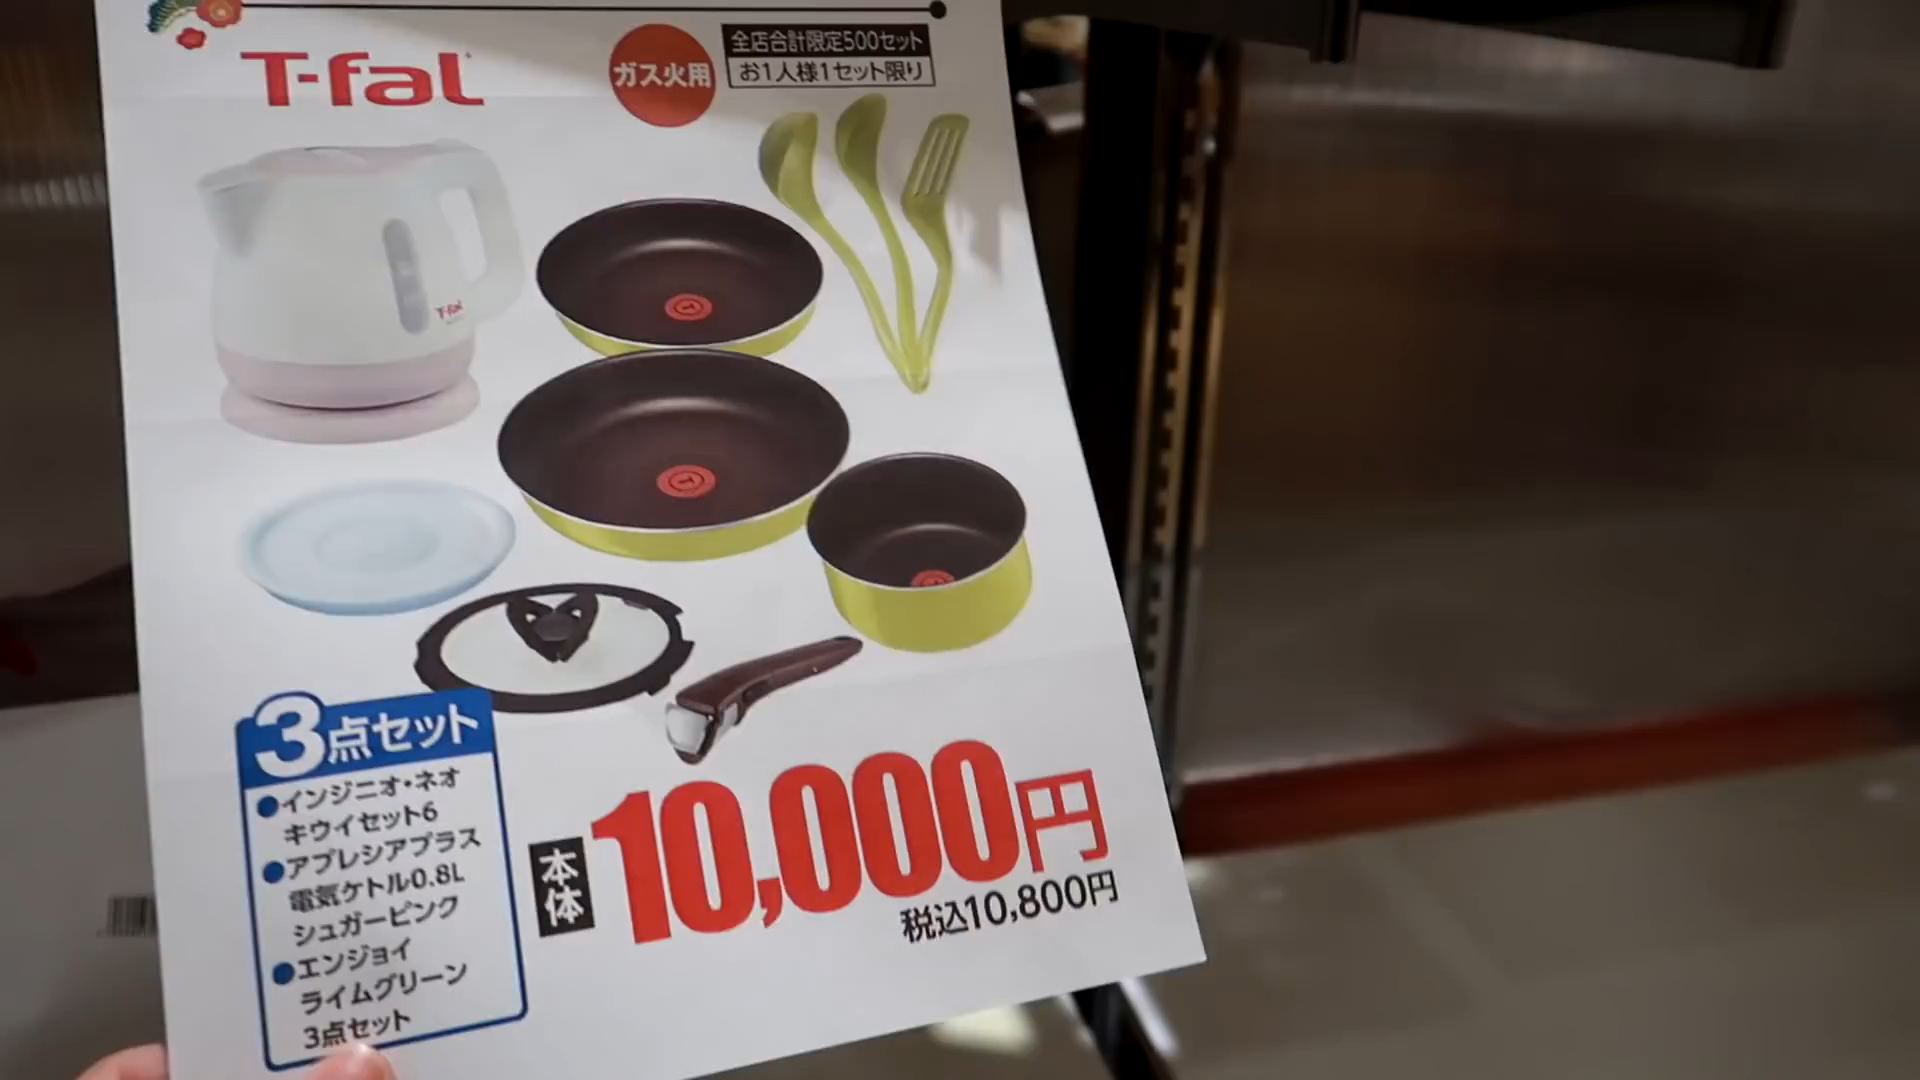 T-fal
ガス火用
全店合計限定500セット
お1人様1セット限り
T-fal
3点セット
●インジニオ・ネオ
キウイセット6
●アプレシアプラス
電気ケトル0.8L
シュガーピンク
●エンジョイ
ライムグリーン
3点セット
本体
10,000円
税込10,800円